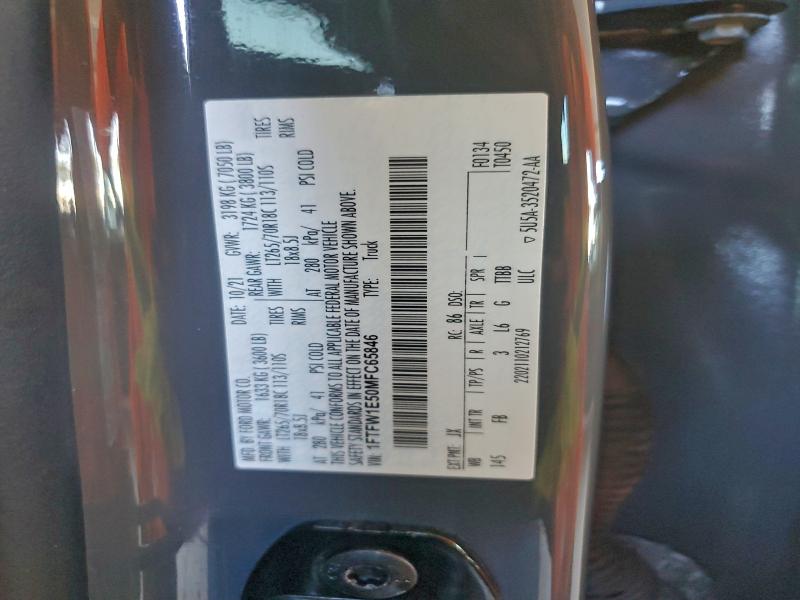 MFD. BY FORD MOTOR CO.
DATE: 10/21 GVWR: 3198 KG ( 7050 LB)
FRONT GAWR: 1633 KG ( 3600 LB) REAR GAWR: 1724 KG ( 3800 LB)
WITH LT265/70R18C 113/110S TIRES WITH LT265/70R18C 113/110S TIRES
18x8.5J RIMS 18x8.5J RIMS
AT 280 kPa/ 41 PSI COLD AT 280 kPa/ 41 PSI COLD
THIS VEHICLE CONFORMS TO ALL APPLICABLE FEDERAL MOTOR VEHICLE
SAFETY STANDARDS IN EFFECT ON THE DATE OF MANUFACTURE SHOWN ABOVE.
VIN: 1FTFW1E50MFC65846 TYPE: Truck
EXT PNT: JX RC: 86 DSO: F0134
WB INT TR TP/PS R AXLE TR SPR T0450
145 FB 3 L6 G TTBB
2202110212769 ULC ▽ 5U5A-3520472-AA